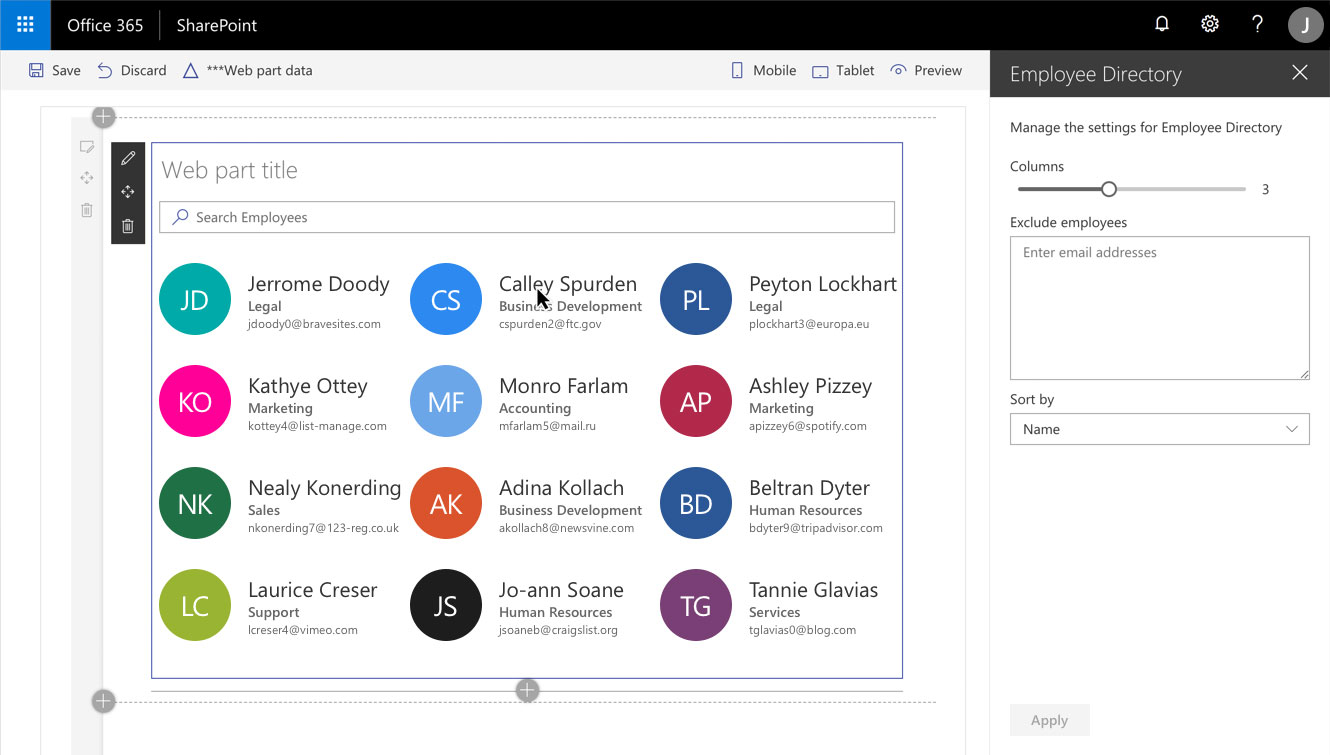 Office 365 SharePoint ? J
Save Discard ***Web part data Mobile Tablet Preview
Employee Directory
Manage the settings for Employee Directory
Columns
3
Exclude employees
Enter email addresses
Sort by
Name
Apply
Web part title
Search Employees
JD
Jerrome Doody
Legal
jdoody0@bravesites.com
CS
Calley Spurden
Business Development
cspurden2@ftc.gov
PL
Peyton Lockhart
Legal
plockhart3@europa.eu
KO
Kathye Ottey
Marketing
kottey4@list-manage.com
MF
Monro Farlam
Accounting
mfarlam5@mail.ru
AP
Ashley Pizzey
Marketing
apizzey6@spotify.com
NK
Nealy Konerding
Sales
nkonerding7@123-reg.co.uk
AK
Adina Kollach
Business Development
akollach8@newsvine.com
BD
Beltran Dyter
Human Resources
bdyter9@tripadvisor.com
LC
Laurice Creser
Support
lcreser4@vimeo.com
JS
Jo-ann Soane
Human Resources
jsoaneb@craigslist.org
TG
Tannie Glavias
Services
tglavias0@blog.com